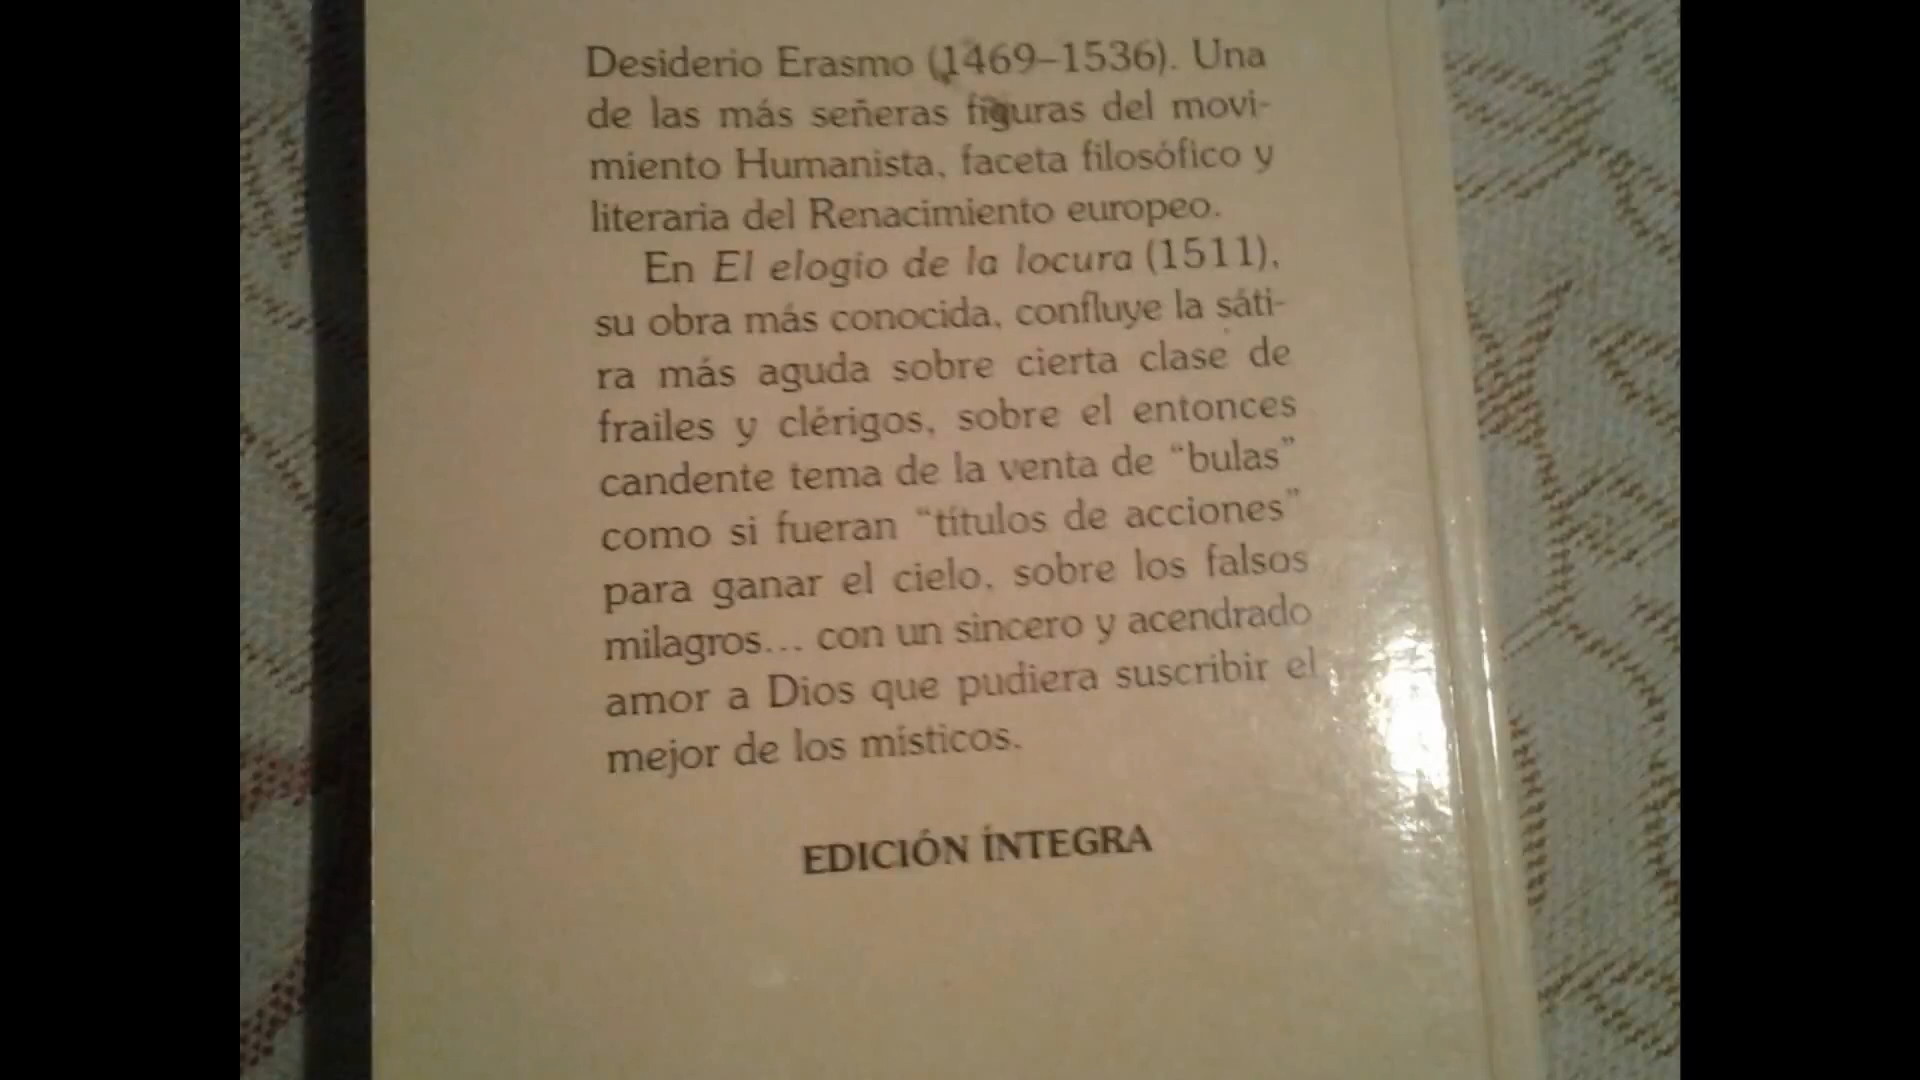 Desiderio Erasmo (1469–1536). Una
de las más señeras figuras del movi-
miento Humanista, faceta filosófico y
literaria del Renacimiento europeo.
En El elogio de la locura (1511),
su obra más conocida, confluye la sáti-
ra más aguda sobre cierta clase de
frailes y clérigos, sobre el entonces
candente tema de la venta de “bulas”
como si fueran “títulos de acciones”
para ganar el cielo, sobre los falsos
milagros... con un sincero y acendrado
amor a Dios que pudiera suscribir el
mejor de los místicos.
EDICIÓN ÍNTEGRA